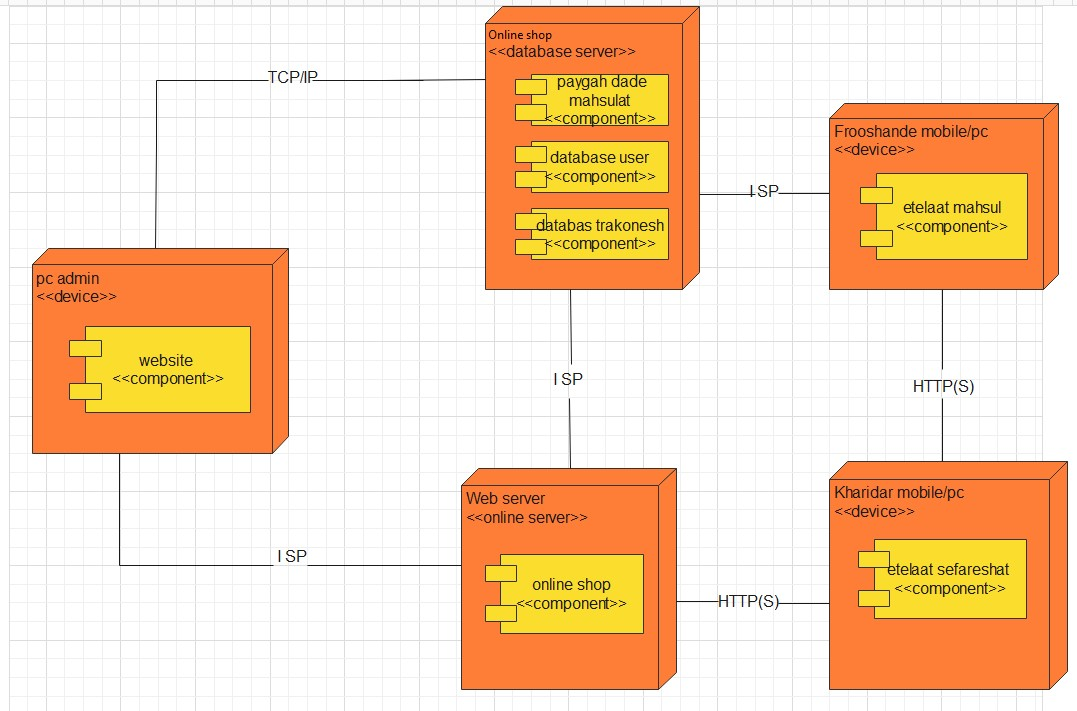 Online shop
<<database server>>
TCP/IP
paygah dade
mahsulat
<<component>>
database user
<<component>>
databas trakonesh
<<component>>
Frooshande mobile/pc
<<device>>
I SP
etelaat mahsul
<<component>>
pc admin
<<device>>
website
<<component>>
I SP
HTTP(S)
Web server
<<online server>>
Kharidar mobile/pc
<<device>>
I SP
online shop
<<component>>
HTTP(S)
etelaat sefareshat
<<component>>